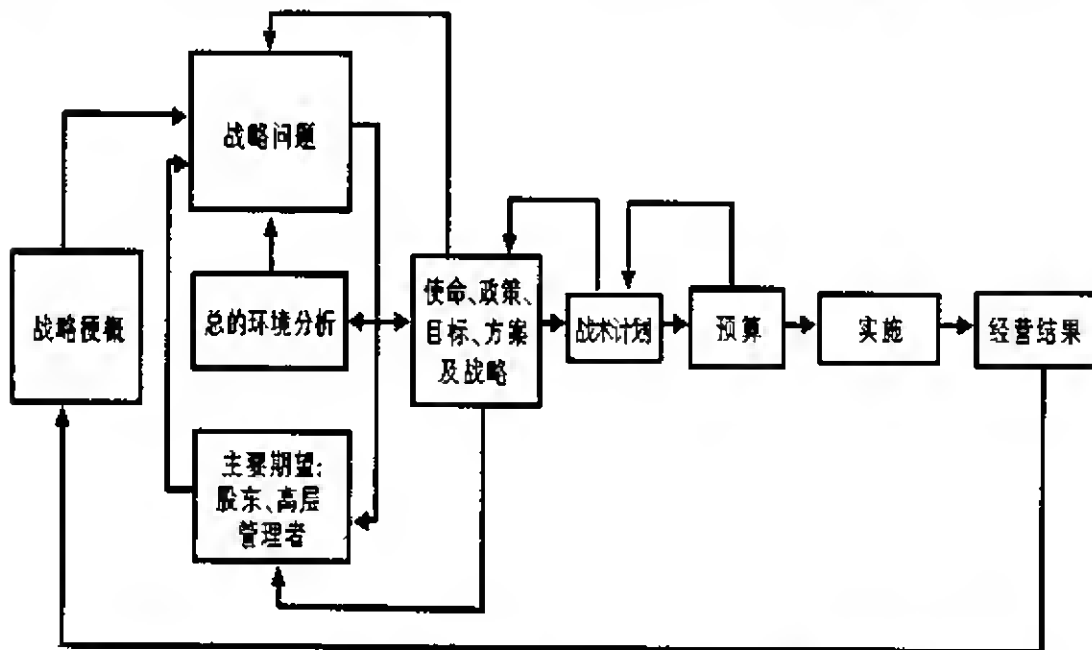 战略问题
战略梗概
总的环境分析
主要期望:
股东、高层
管理者
使命、政策、
目标、方案
及战略
战术计划
预算
实施
经营结果